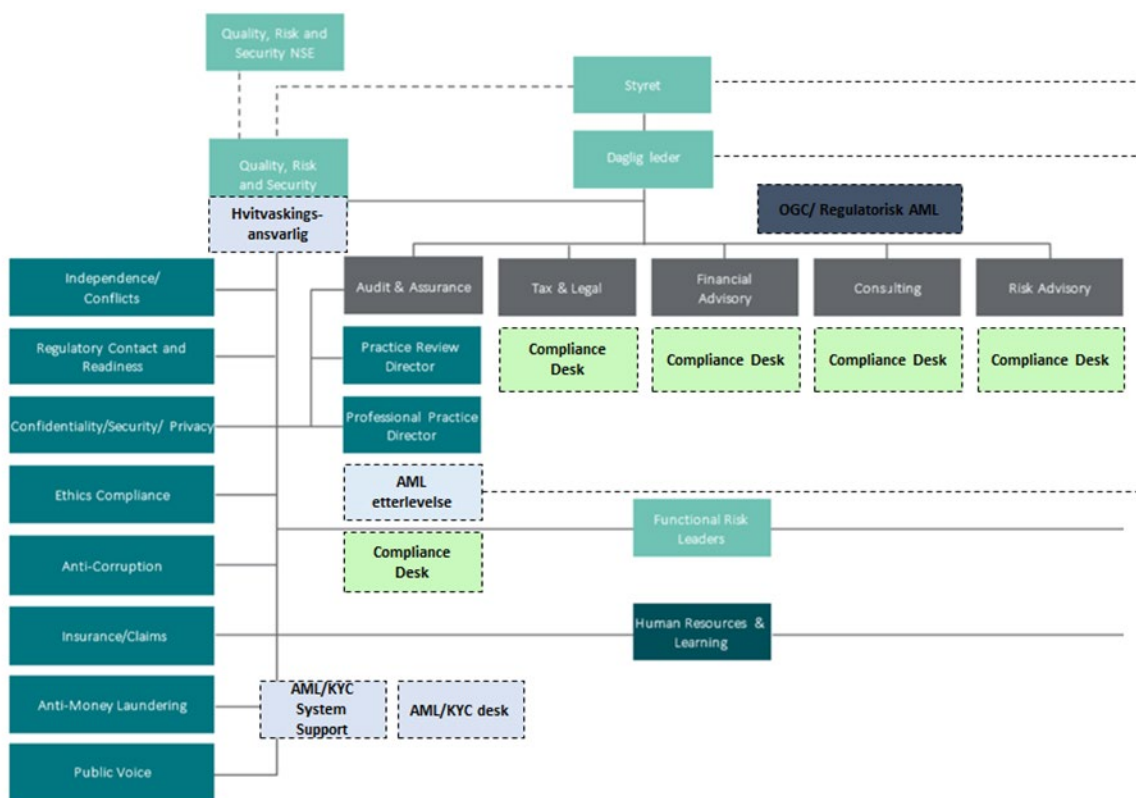 Quality, Risk and
Security NSE
Styret
Quality, Risk
and Security
Daglig leder
Hvitvaskings-
ansvarlig
OGC/ Regulatorisk AML
Independence/
Conflicts
Audit & Assurance
Tax & Legal
Financial
Advisory
Consulting
Risk Advisory
Regulatory Contact and
Readiness
Practice Review
Director
Compliance
Desk
Compliance Desk
Compliance Desk
Compliance Desk
Confidentiality/Security/ Privacy
Professional Practice
Director
Ethics Compliance
AML
etterlevelse
Functional Risk
Leaders
Anti-Corruption
Compliance
Desk
Insurance/Claims
Human Resources &
Learning
Anti-Money Laundering
AML/KYC
System
Support
AML/KYC desk
Public Voice